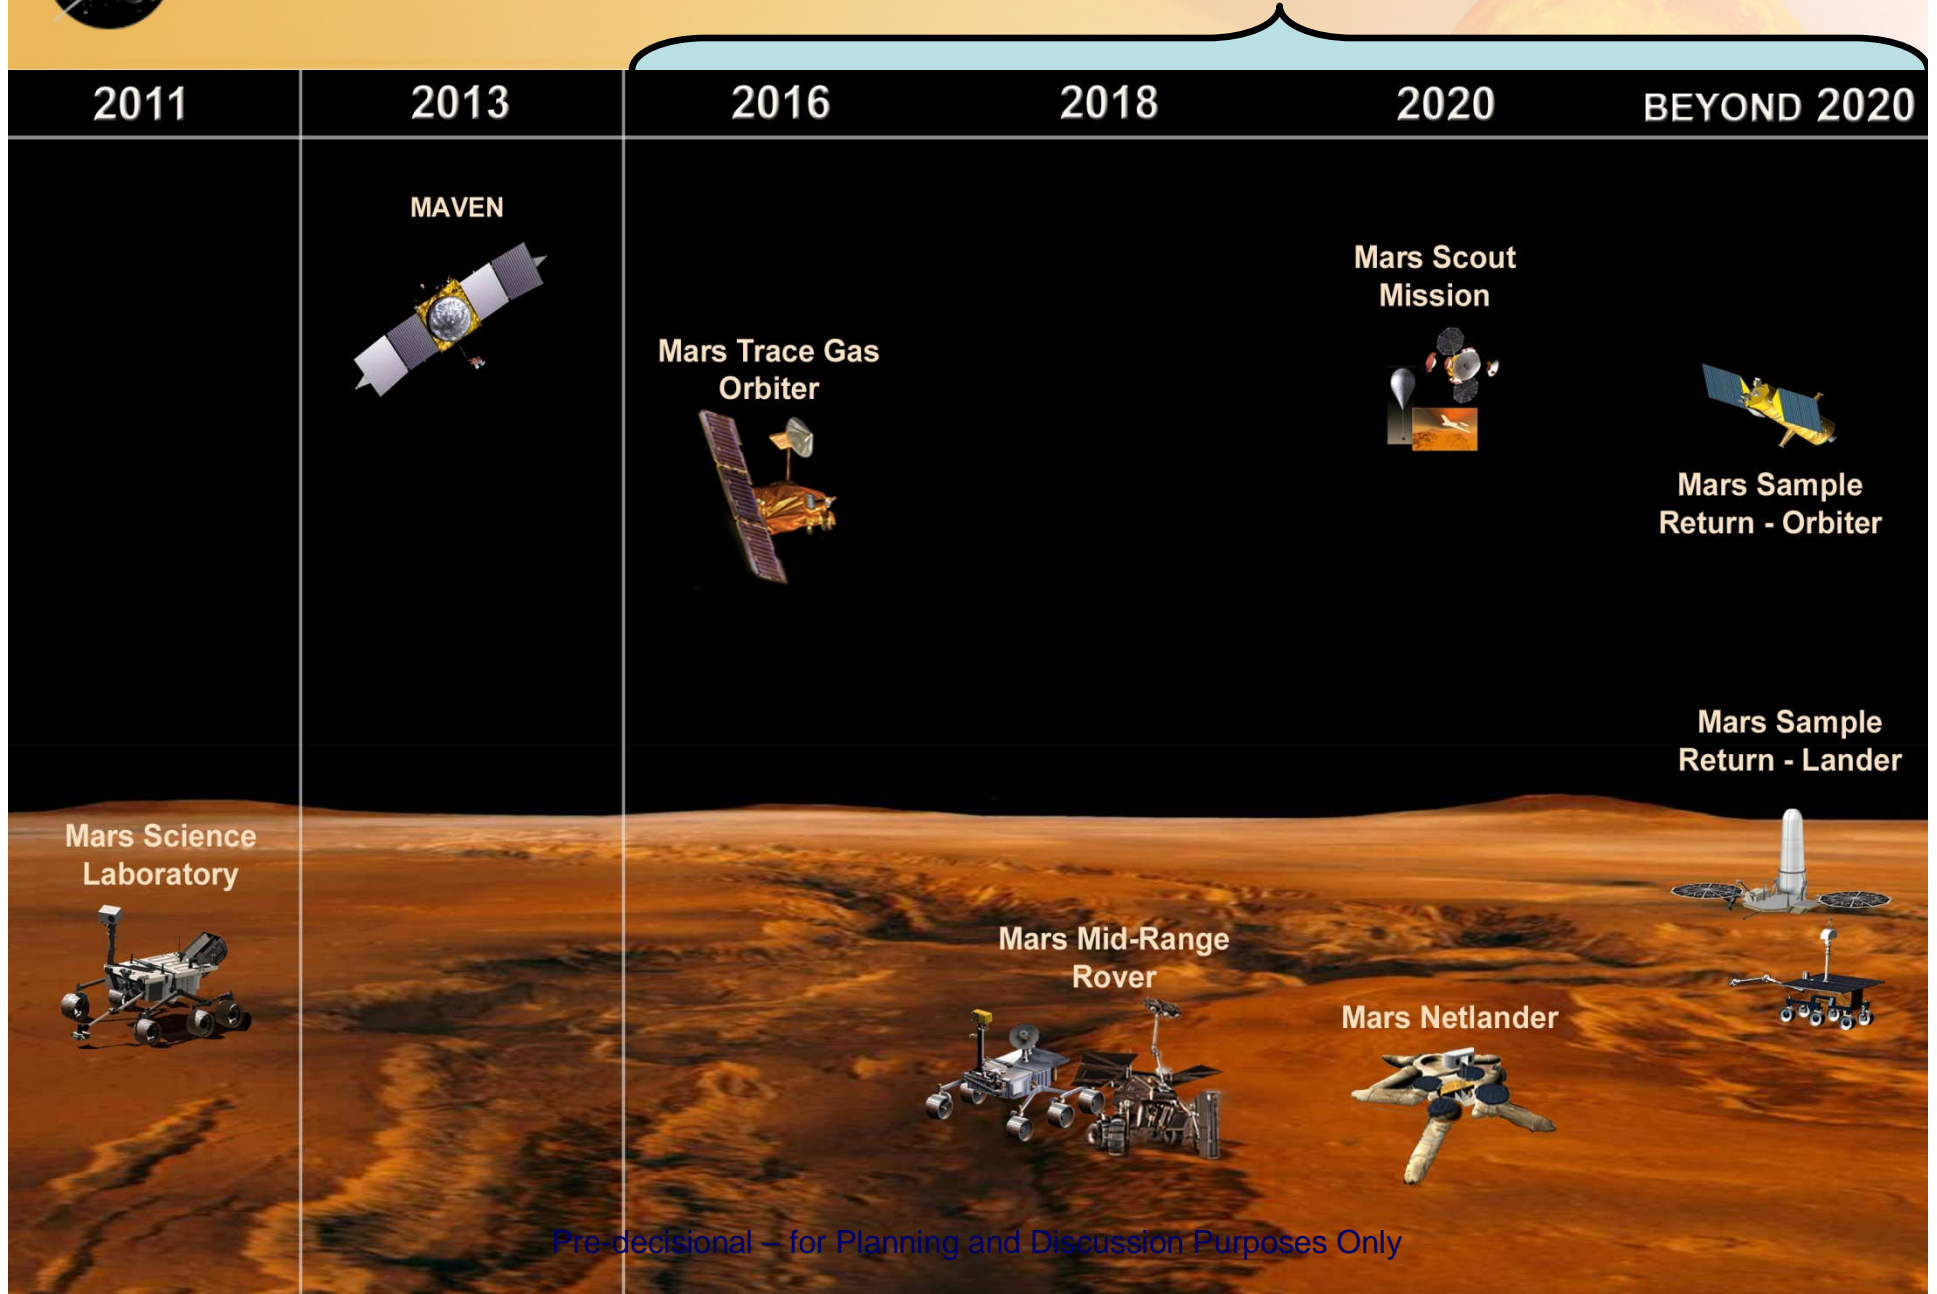 2011
2013
2016
2018
2020
BEYOND 2020
MAVEN
Mars Scout
Mission
Mars Trace Gas
Orbiter
Mars Sample
Return - Orbiter
Mars Sample
Return - Lander
Mars Science
Laboratory
Mars Mid-Range
Rover
Mars Netlander
Pre-decisional – for Planning and Discussion Purposes Only